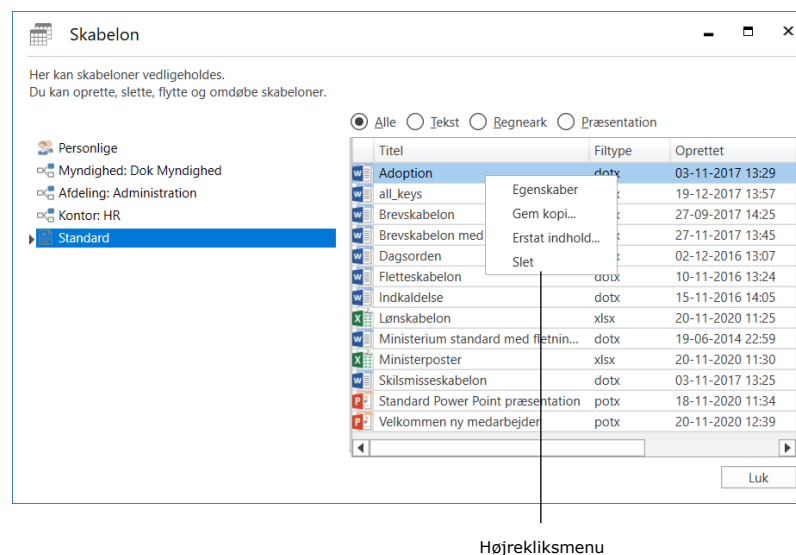 Skabelon
Her kan skabeloner vedligeholdes.
Du kan oprette, slette, flytte og omdøbe skabeloner.
Alle Tekst Regneark Præsentation
Personlige
Myndighed: Dok Myndighed
Afdeling: Administration
Kontor: HR
Standard
Titel Filtype Oprettet
Adoption dotx 03-11-2017 13:29
all_keys 19-12-2017 13:57
Brevskabelon 27-09-2017 14:25
Brevskabelon med 27-11-2017 13:45
Dagsorden 02-12-2016 13:07
Fletteskabelon dotx 10-11-2016 13:24
Indkaldelse dotx 15-11-2016 14:05
Lønskabelon xlsx 20-11-2020 11:25
Ministerium standard med fletnin... dotx 19-06-2014 22:59
Ministerposter xlsx 20-11-2020 11:30
Skilsmisseskabelon dotx 03-11-2017 13:25
Standard Power Point præsentation potx 18-11-2020 11:34
Velkommen ny medarbejder potx 20-11-2020 12:39
Egenskaber
Gem kopi...
Erstat indhold...
Slet
Luk
Højrekliksmenu